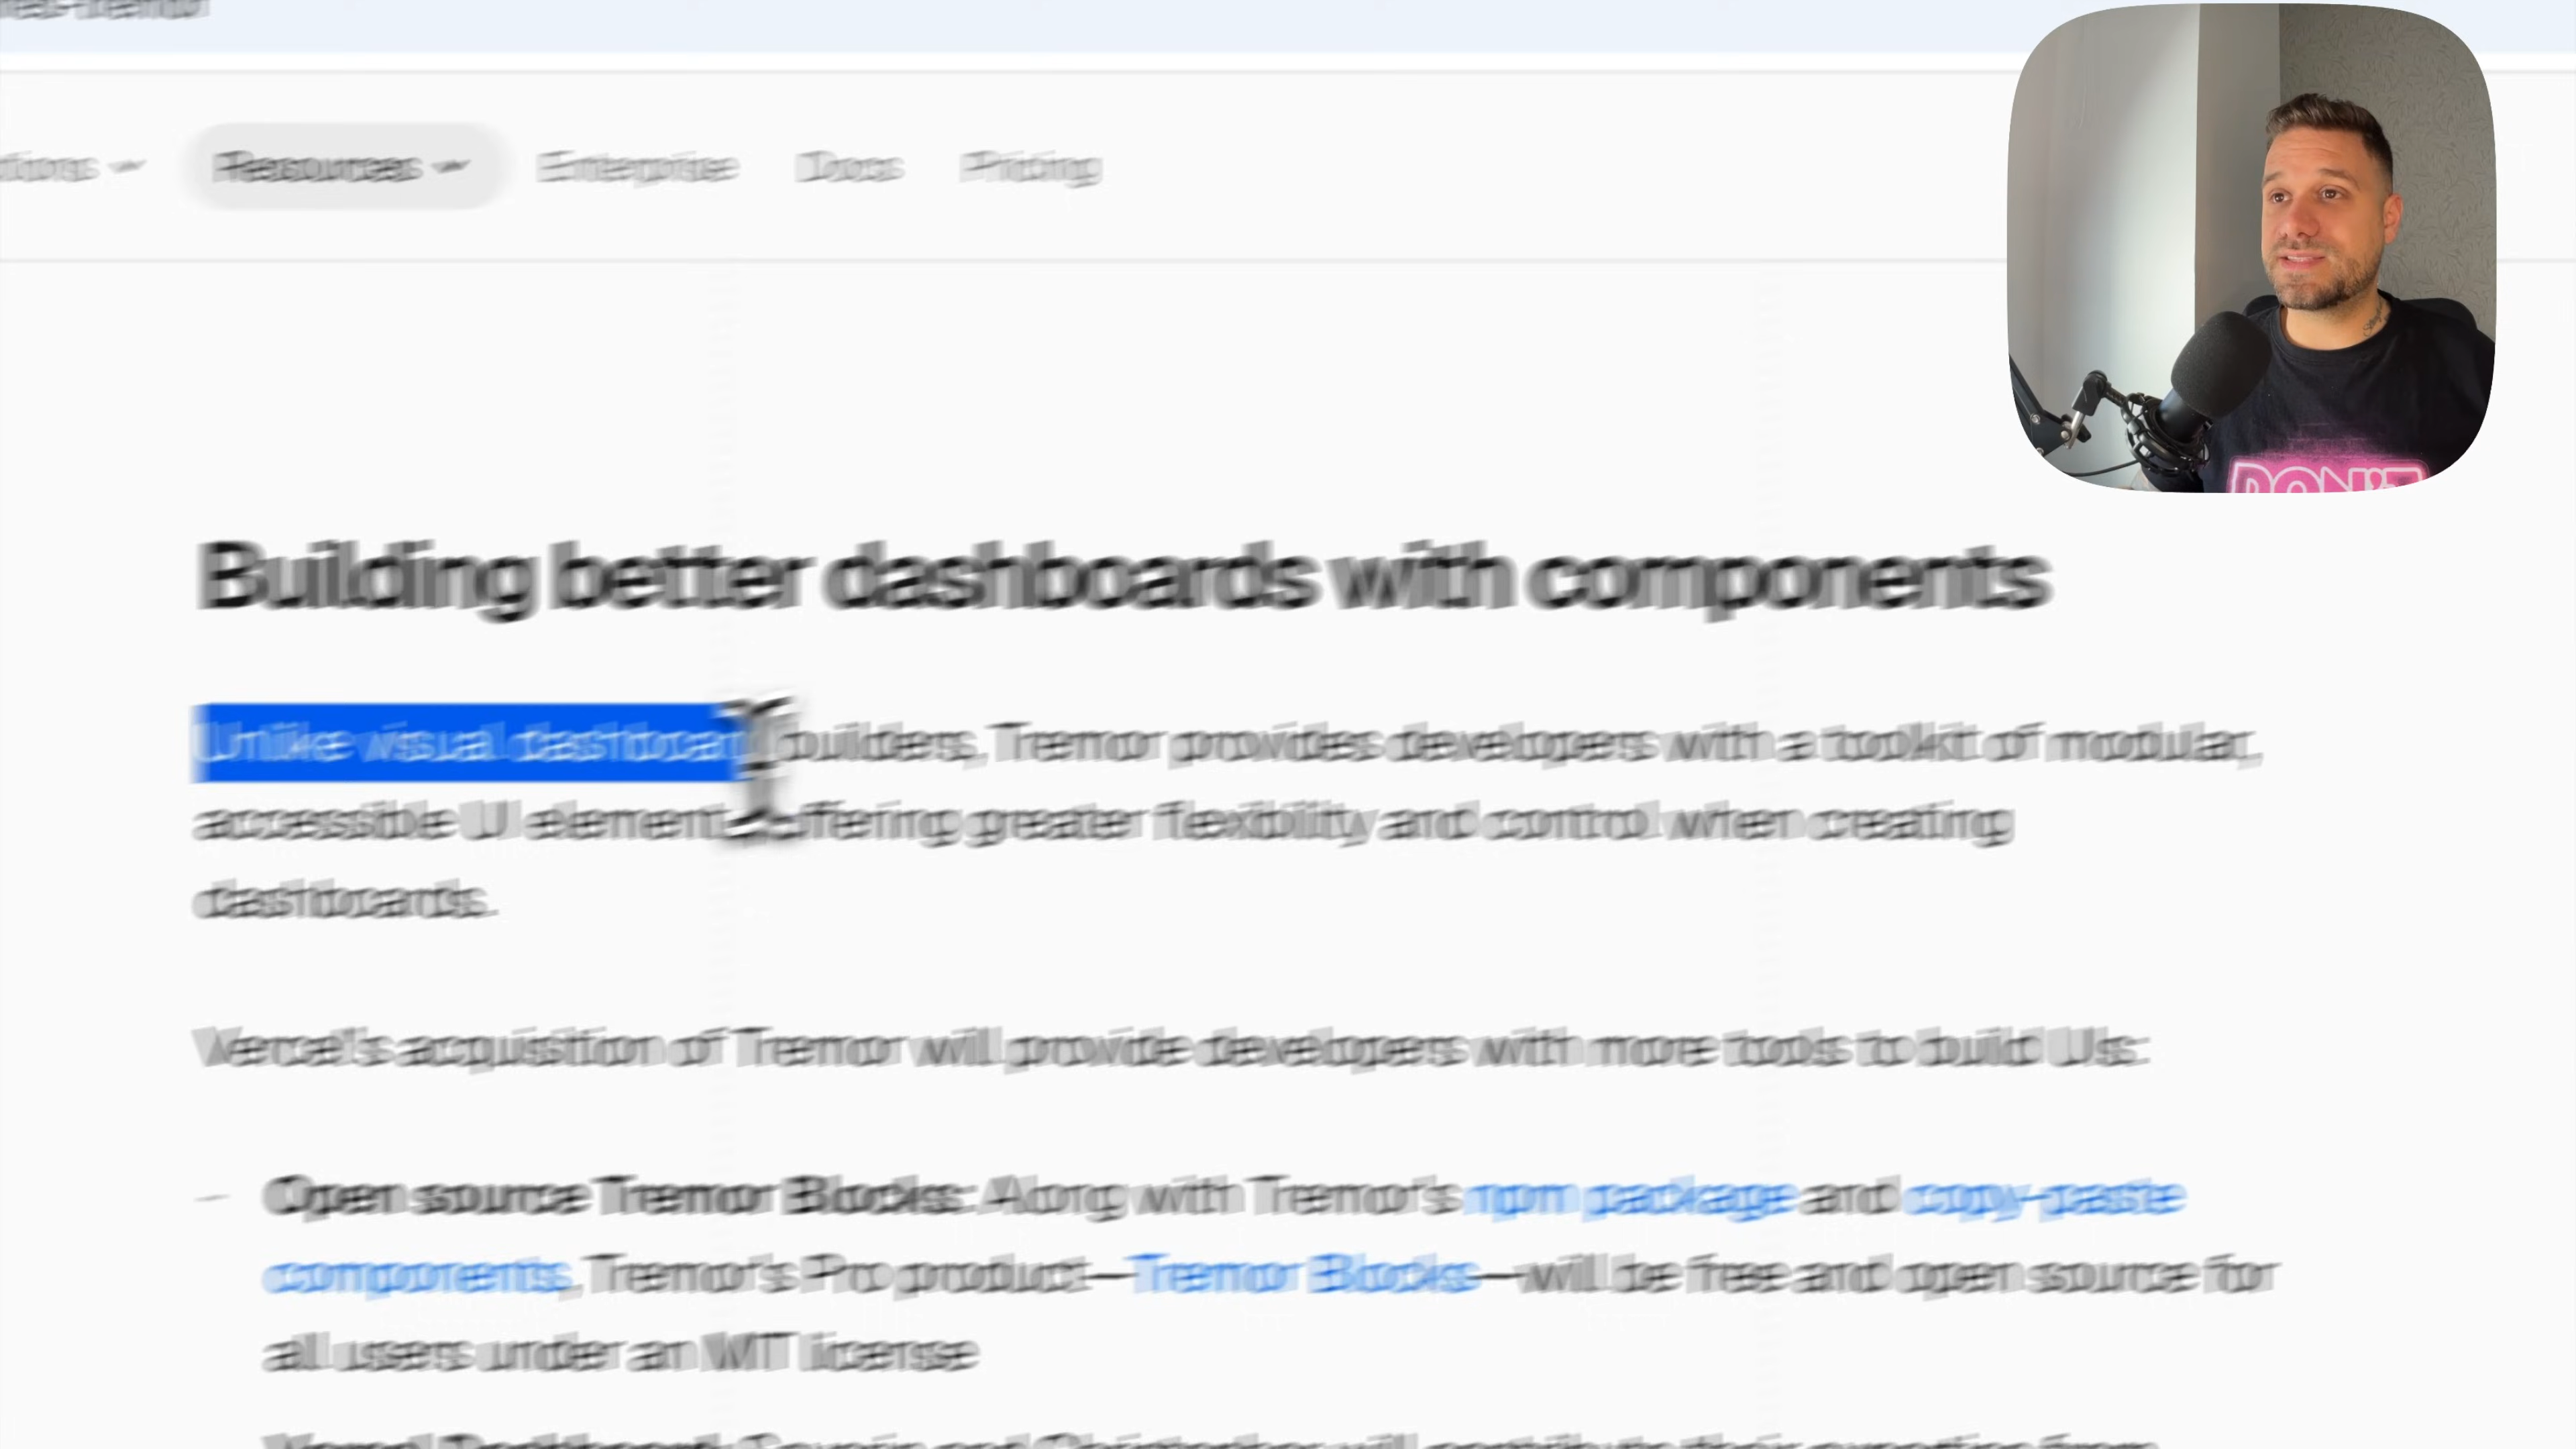 Resources
Enterprise
Docs
Pricing
DON'T
Building better dashboards with components
Unlike visual dashboard builders, Tremor provides developers with a toolkit of modular,
accessible UI elements, offering greater flexibility and control when creating
dashboards.
Vercel's acquisition of Tremor will provide developers with more tools to build UIs:
Open source Tremor Blocks: Along with Tremor's npm package and copy-paste
components, Tremor's Pro product—Tremor Blocks—will be free and open source for
all users under an MIT license